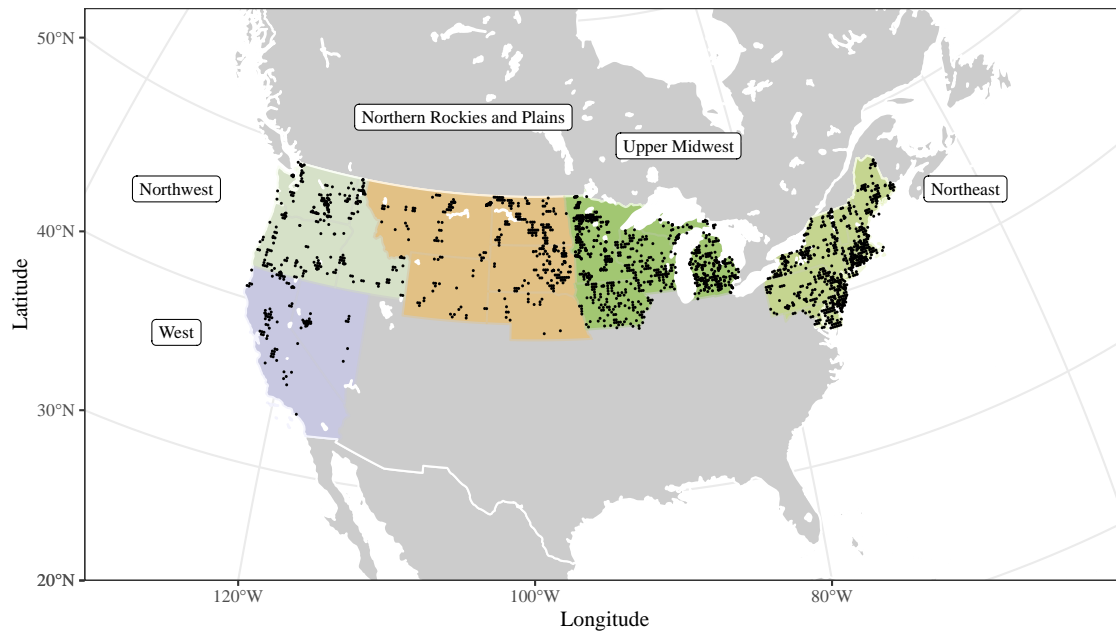 50°N
Northern Rockies and Plains
Upper Midwest
Northwest
Northeast
40°N
Latitude
West
30°N
20°N
120°W
100°W
80°W
Longitude